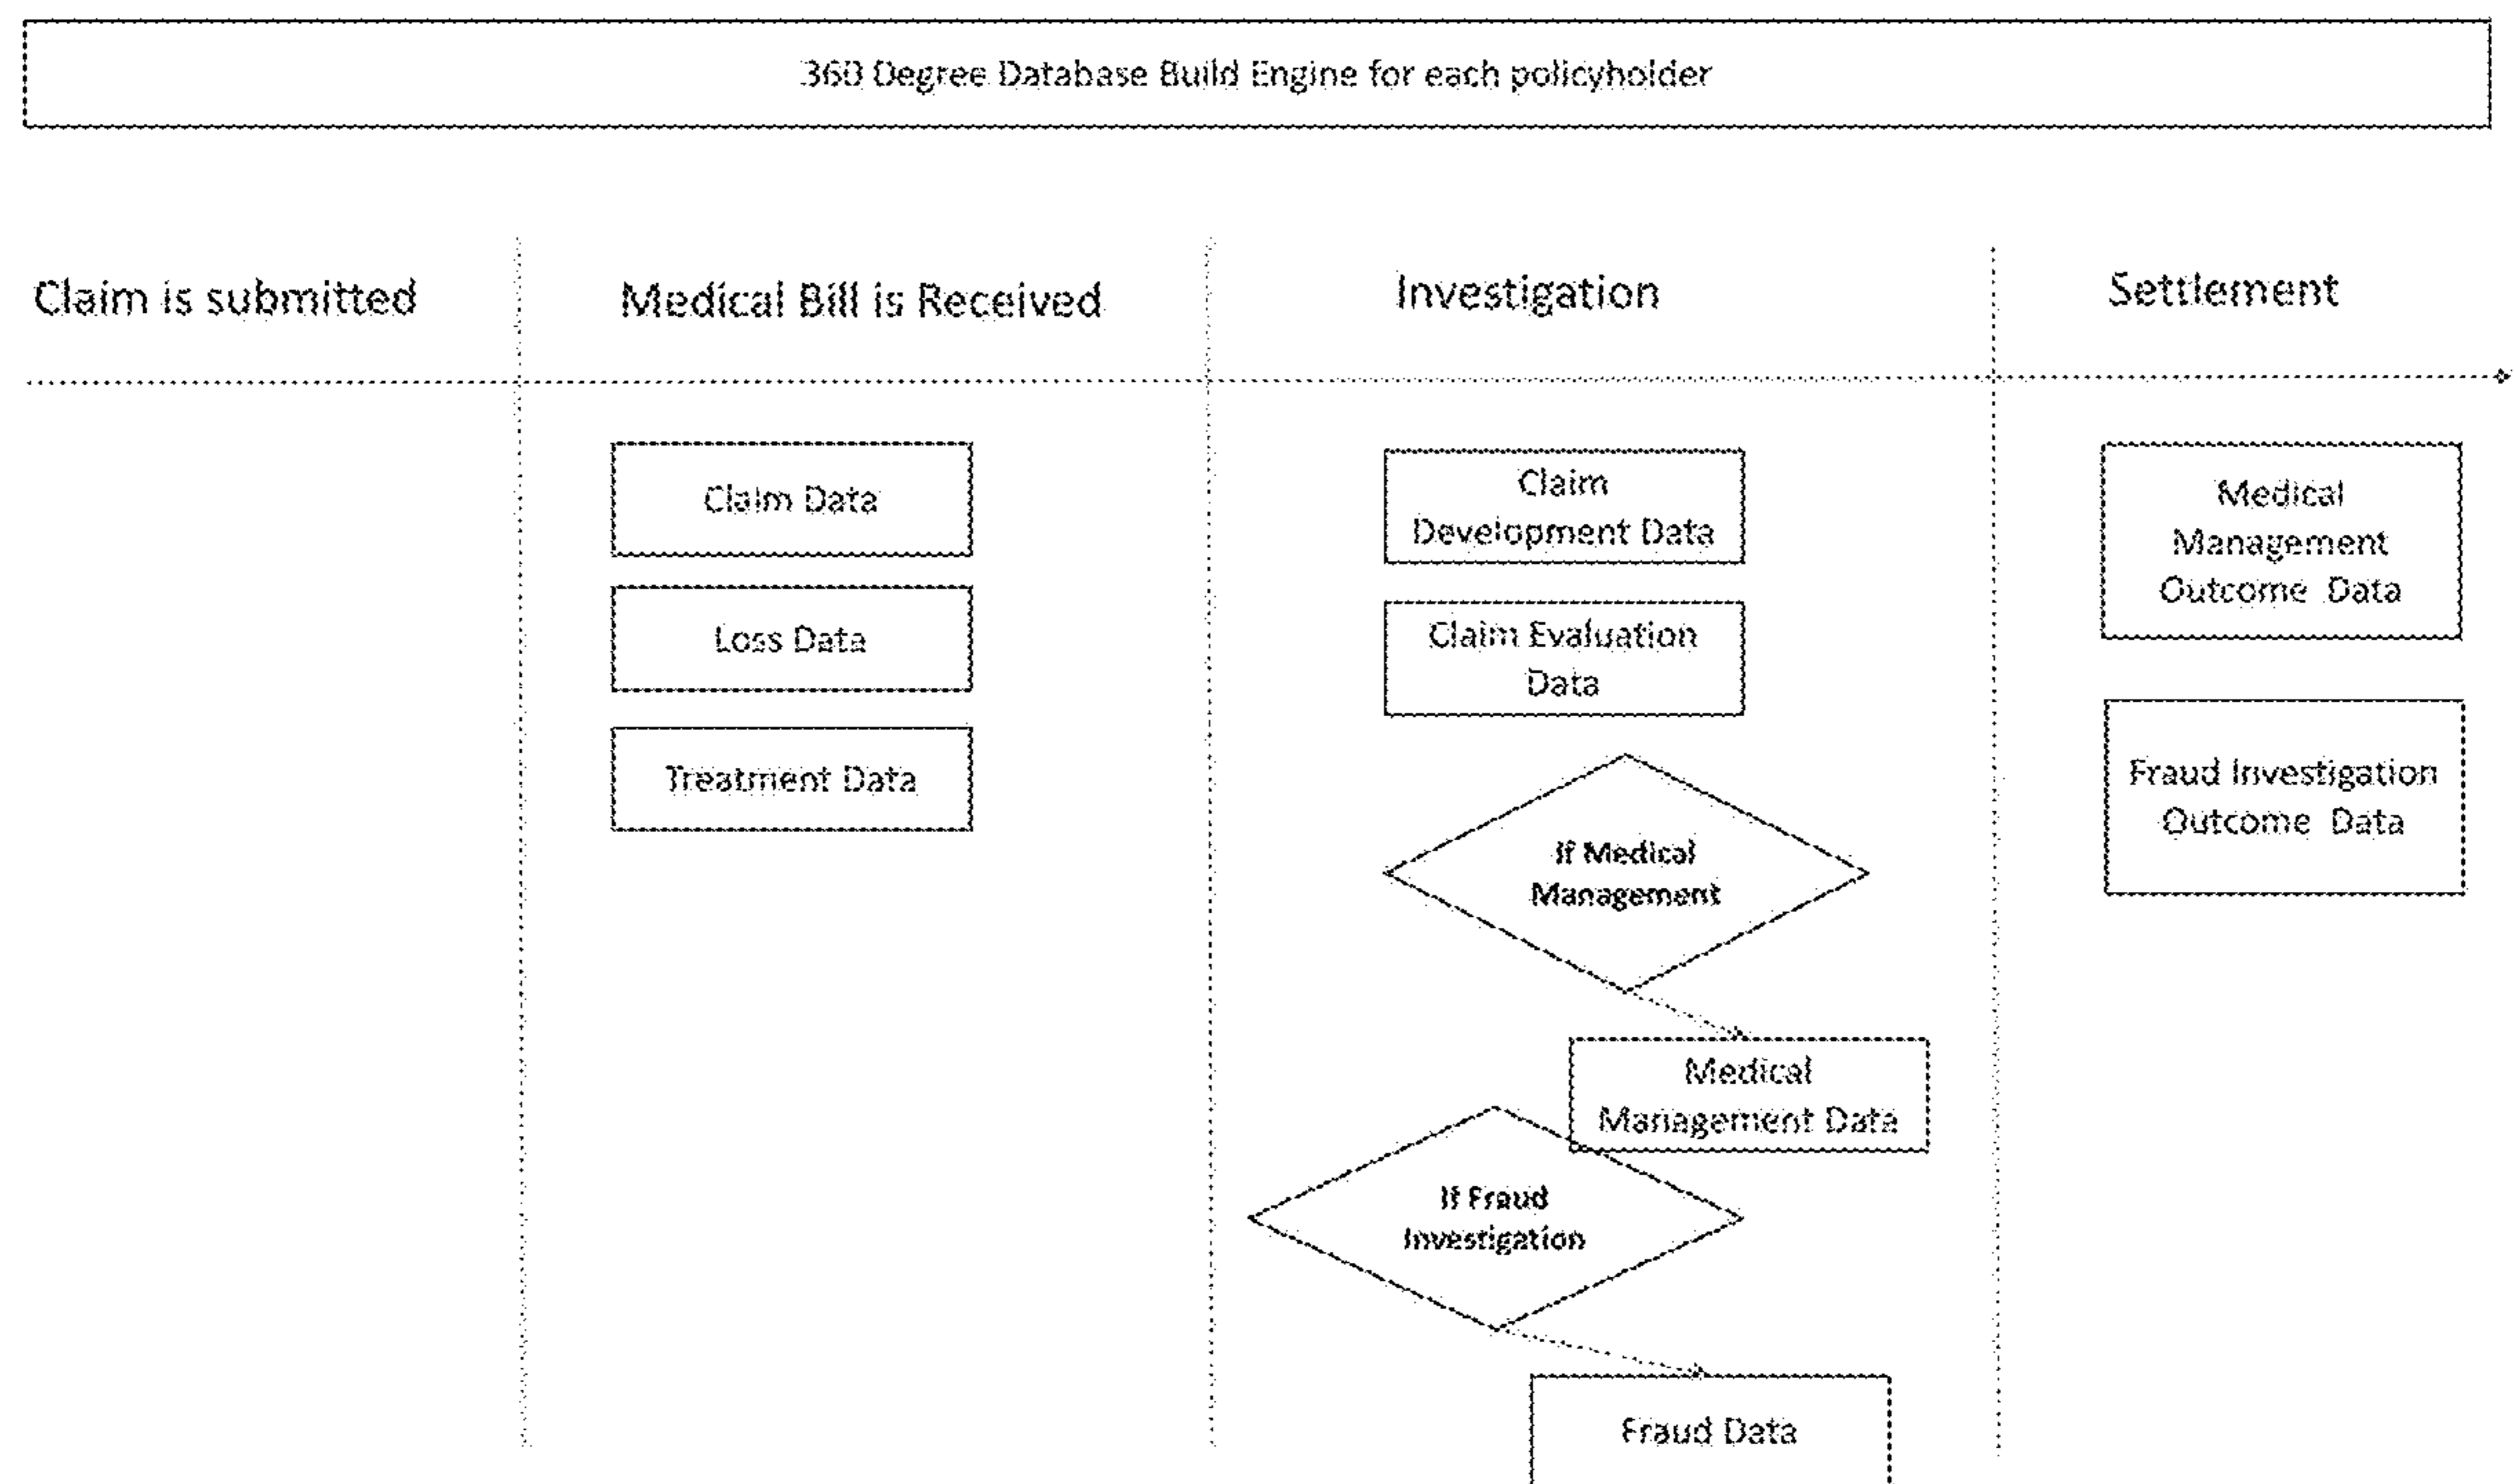 360 Degree Database Build Engine for each policyholder
Claim is submitted
Medical Bill is Received
Investigation
Settlement
Claim Data
Loss Data
Treatment Data
Claim
Development Data
Claim Evaluation
Data
If Medical
Management
Medical
Management Data
If Fraud
Investigation
Fraud Data
Medical
Management
Outcome Data
Fraud Investigation
Outcome Data